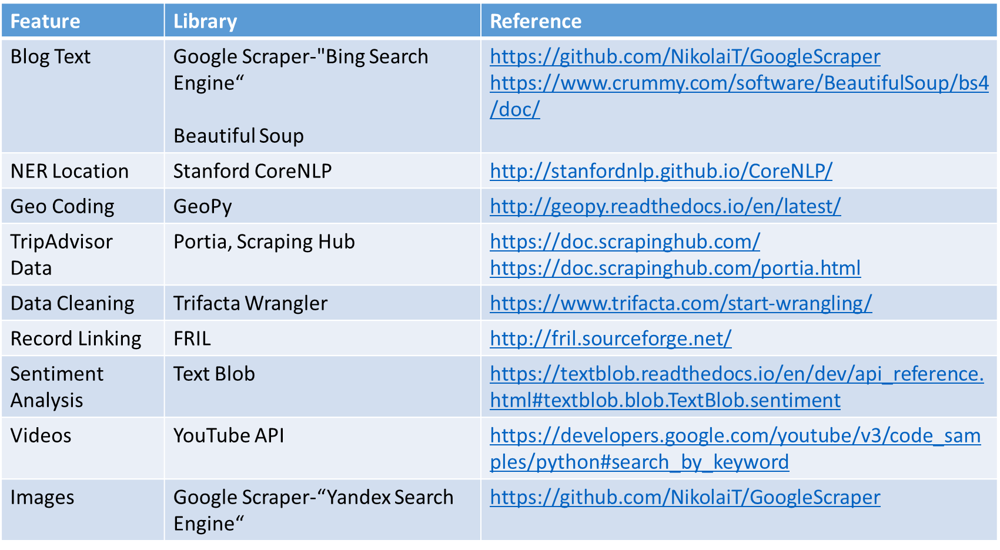 Feature Library Reference
Blog Text Google Scraper-"Bing Search https://github.com/NikolaiT/GoogleScraper
Engine“ https://www.crummy.com/software/BeautifulSoup/bs4
/doc/
Beautiful Soup
NER Location Stanford CoreNLP http://stanfordnlp.github.io/CoreNLP/
Geo Coding GeoPy http://geopy.readthedocs.io/en/latest/
TripAdvisor Portia, Scraping Hub https://doc.scrapinghub.com/
Data https://doc.scrapinghub.com/portia.html
Data Cleaning Trifacta Wrangler https://www.trifacta.com/start-wrangling/
Record Linking FRIL http://fril.sourceforge.net/
Sentiment Text Blob https://textblob.readthedocs.io/en/dev/api_reference.
Analysis html#textblob.blob.TextBlob.sentiment
Videos YouTube API https://developers.google.com/youtube/v3/code_sam
ples/python#search_by_keyword
Images Google Scraper-“Yandex Search https://github.com/NikolaiT/GoogleScraper
Engine“